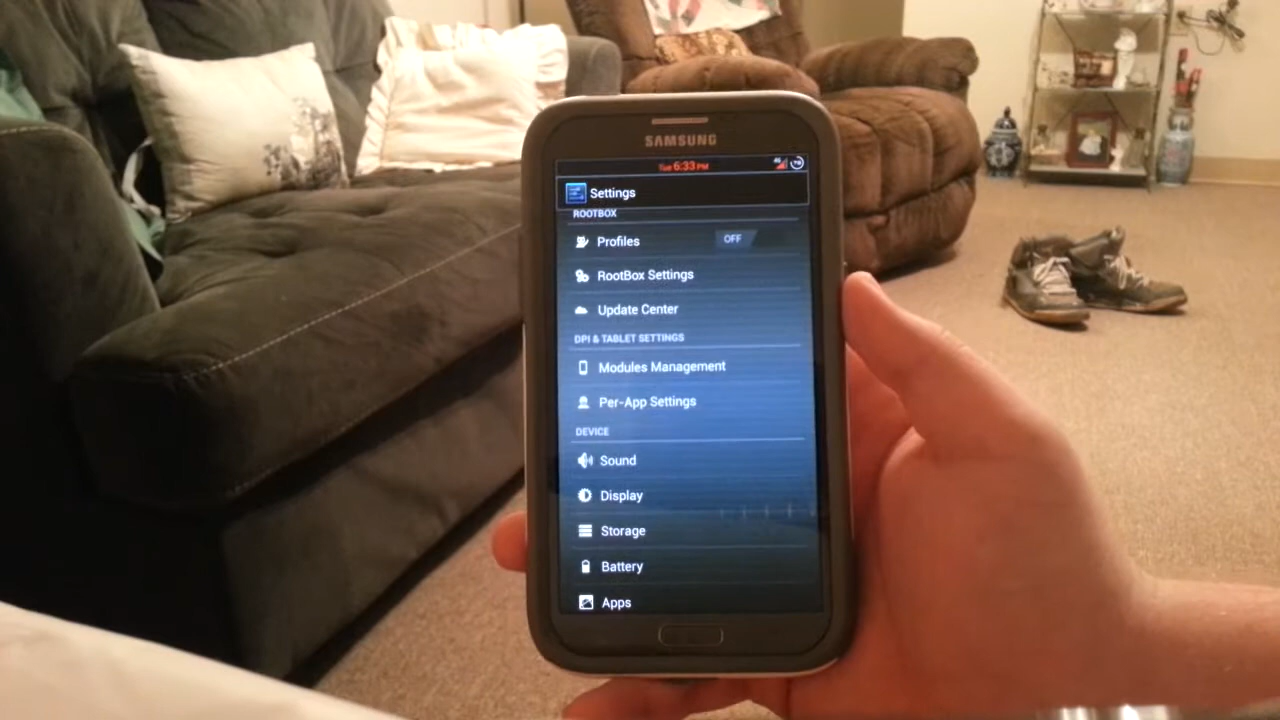 SAMSUNG
Tue 6:33 PM
4G
Settings
ROOTBOX
Profiles OFF
RootBox Settings
Update Center
DPI & TABLET SETTINGS
Modules Management
Per-App Settings
DEVICE
Sound
Display
Storage
Battery
Apps